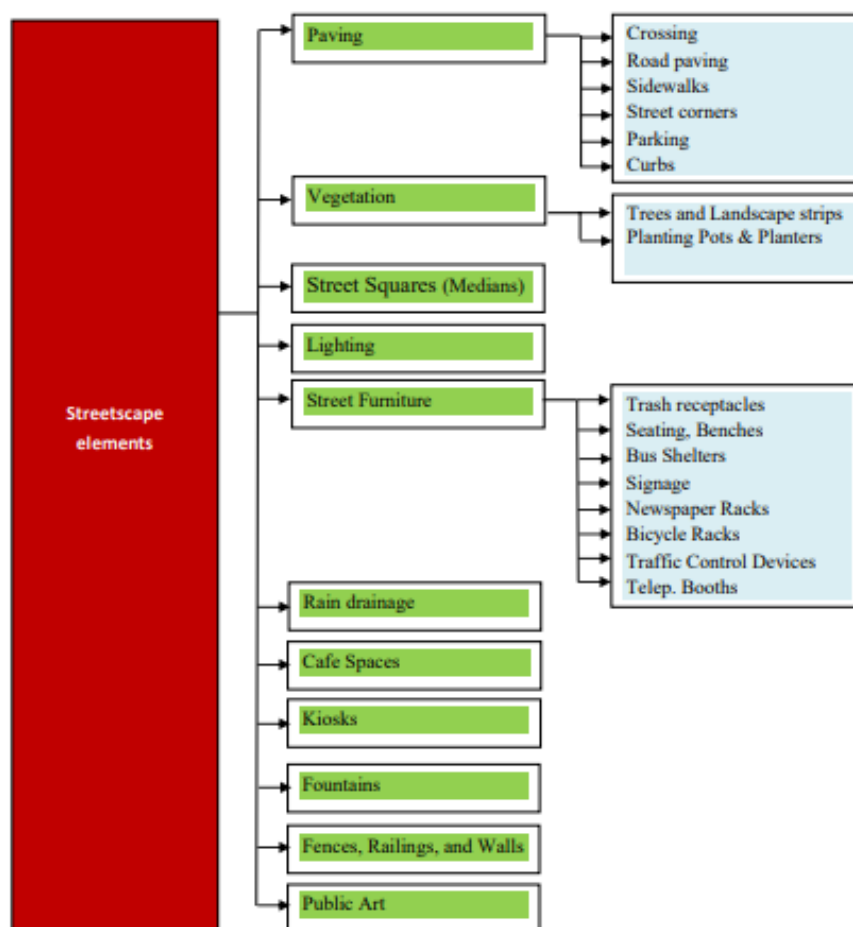 Streetscape
elements
Paving
Crossing
Road paving
Sidewalks
Street corners
Parking
Curbs
Vegetation
Trees and Landscape strips
Planting Pots & Planters
Street Squares (Medians)
Lighting
Street Furniture
Trash receptacles
Seating, Benches
Bus Shelters
Signage
Newspaper Racks
Bicycle Racks
Traffic Control Devices
Telep. Booths
Rain drainage
Cafe Spaces
Kiosks
Fountains
Fences, Railings, and Walls
Public Art